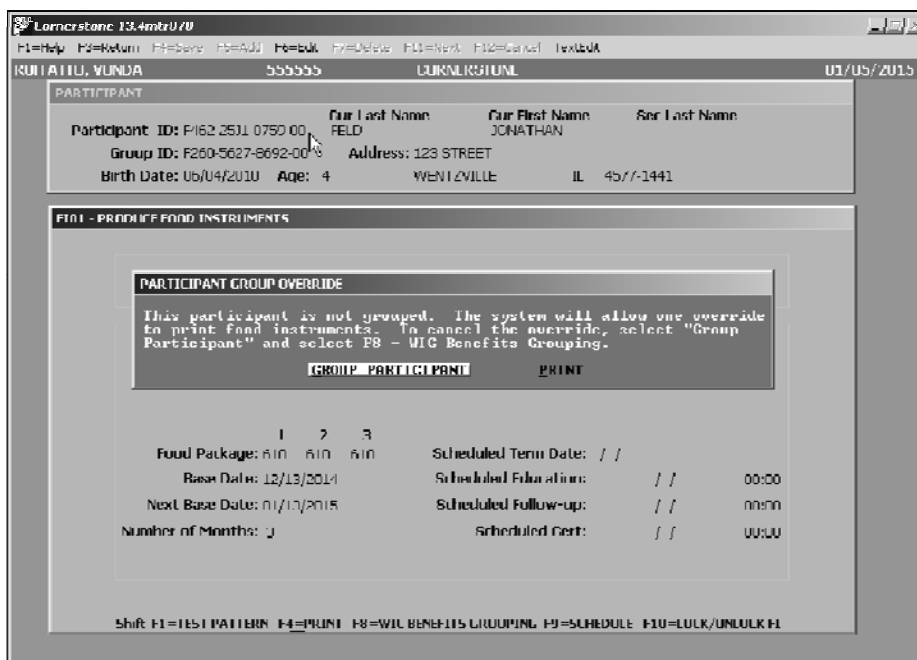 Cornerstone 13.4mtr070
F1=Help F3=Return F4=Save F5=Add F6=Edit F7=Delete F11=Next F12=Cancel TextEdit
VONDA 555555 CORNERSTONE 01/05/2015
PARTICIPANT
Cur Last Name Cur First Name Sec Last Name
Participant ID: FELD JONATHAN
Group ID: F260-5627-8692-00 Address: 123 STREET
Birth Date: 06/04/2010 Age: 4 WENTZVILLE IL 4577-1441
FI01 - PRODUCE FOOD INSTRUMENTS
PARTICIPANT GROUP OVERRIDE
This participant is not grouped. The system will allow one override
to print food instruments. To cancel the override, select "Group
Participant" and select F8 - WIC Benefits Grouping.
GROUP PARTICIPANT PRINT
1 2 3
Food Package: 610 610 610 Scheduled Term Date: / /
Base Date: 12/13/2014 Scheduled Education: / / 00:00
Next Base Date: 01/13/2015 Scheduled Follow-up: / / 00:00
Number of Months: Scheduled Cert: / / 00:00
Shift F1=TEST PATTERN F4=PRINT F8=WIC BENEFITS GROUPING F9=SCHEDULE F10=LOCK/UNLOCK FI